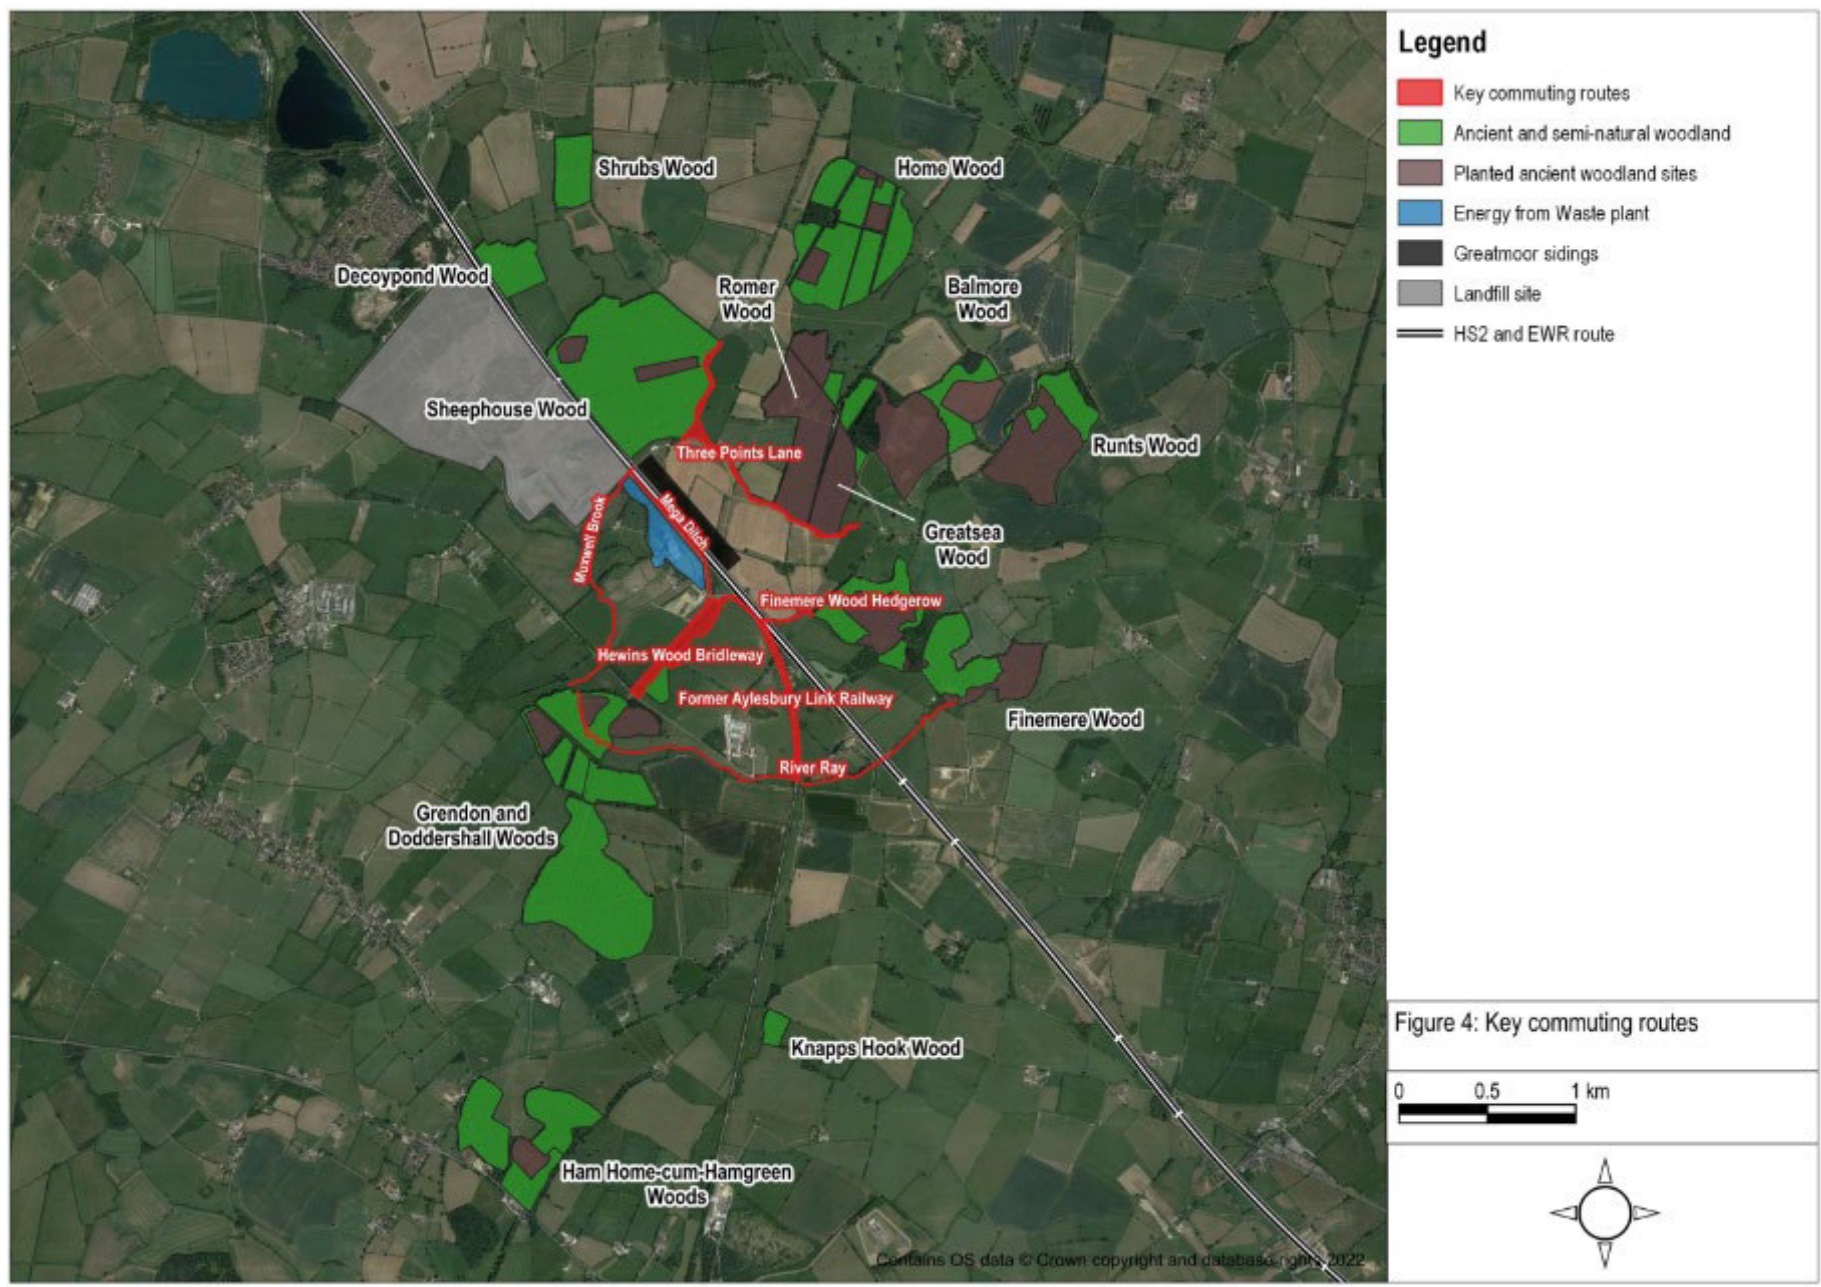 Shrubs Wood
Home Wood
Decoypond Wood
Romer
Wood
Balmore
Wood
Sheephouse Wood
Three Points Lane
Runts Wood
Muxwell Brook
Mega Ditch
Greatsea
Wood
Finemere Wood Hedgerow
Hewins Wood Bridleway
Former Aylesbury Link Railway
Finemere Wood
River Ray
Grendon and
Doddershall Woods
Knapps Hook Wood
Ham Home-cum-Hamgreen
Woods
Contains OS data © Crown copyright and database rights 2022
Legend
Key commuting routes
Ancient and semi-natural woodland
Planted ancient woodland sites
Energy from Waste plant
Greatmoor sidings
Landfill site
HS2 and EWR route
Figure 4: Key commuting routes
0 0.5 1 km